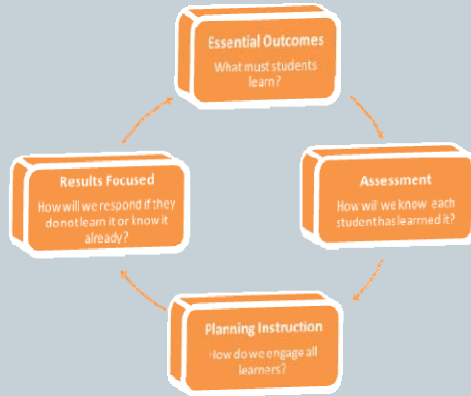 Essential Outcomes
What must students
learn?
Assessment
How will we know each
student has learrned it?
Planning Instruction
How do we engage all
learners?
Results Focused
How will we respond if they
do not learn it or know it
already?